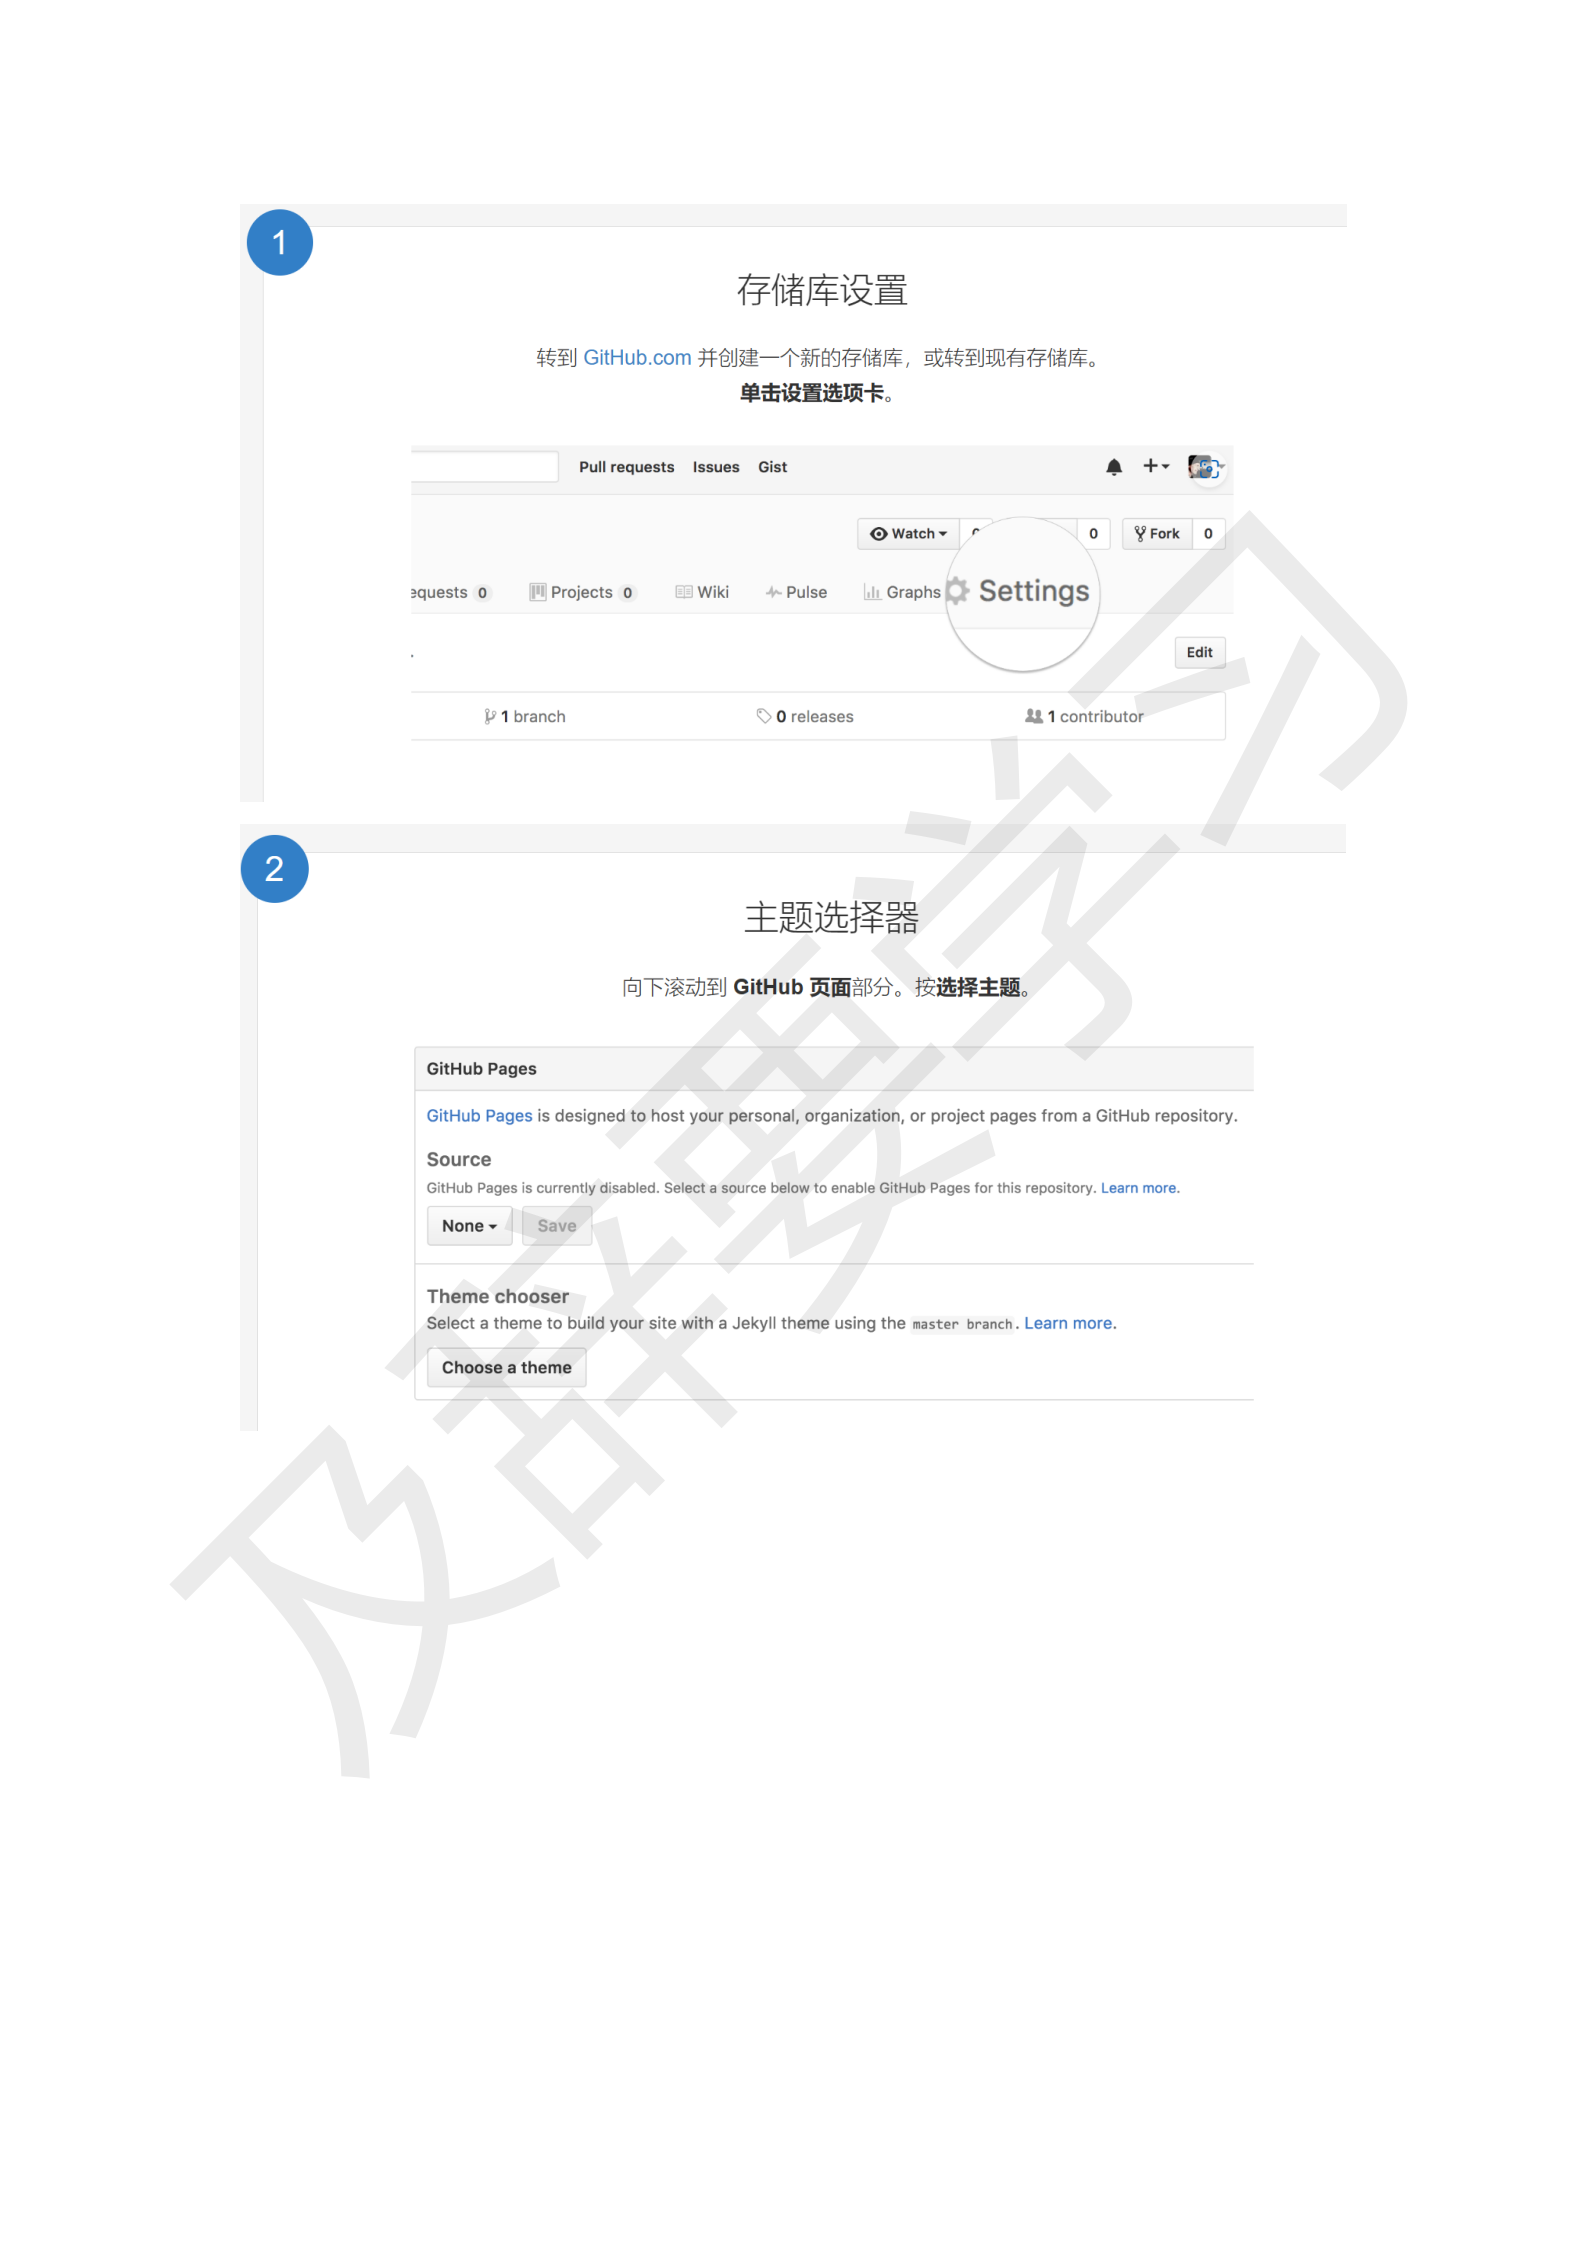 1
存储库设置
转到 GitHub.com 并创建一个新的存储库，或转到现有存储库。
单击设置选项卡。
Pull requests Issues Gist
Watch 0 Fork 0
equests 0 Projects 0 Wiki Pulse Graphs Settings
Edit
1 branch 0 releases 1 contributor
2
主题选择器
向下滚动到 GitHub 页面部分。按选择主题。
GitHub Pages
GitHub Pages is designed to host your personal, organization, or project pages from a GitHub repository.
Source
GitHub Pages is currently disabled. Select a source below to enable GitHub Pages for this repository. Learn more.
None Save
Theme chooser
Select a theme to build your site with a Jekyll theme using the master branch. Learn more.
Choose a theme
及辞要学习